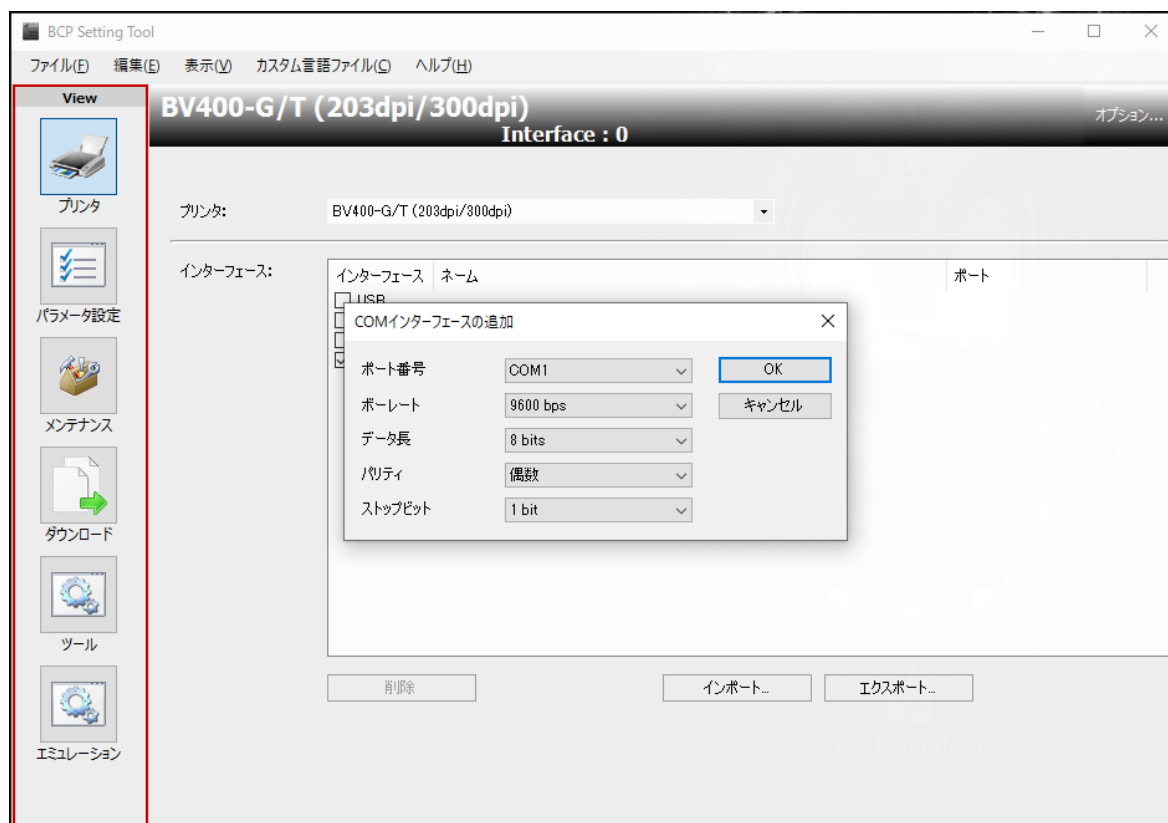 BCP Setting Tool
ファイル(F) 編集(E) 表示(V) カスタム言語ファイル(C) ヘルプ(H)
View
BV400-G/T (203dpi/300dpi)
Interface : 0
オプション...
プリンタ
プリンタ:
BV400-G/T (203dpi/300dpi)
パラメータ設定
インターフェース:
インターフェース ネーム ポート
USB
COMインターフェースの追加
ポート番号 COM1 OK
ボーレート 9600 bps キャンセル
データ長 8 bits
パリティ 偶数
ストップビット 1 bit
メンテナンス
ダウンロード
ツール
エミュレーション
削除 インポート... エクスポート...
Fantasmaland